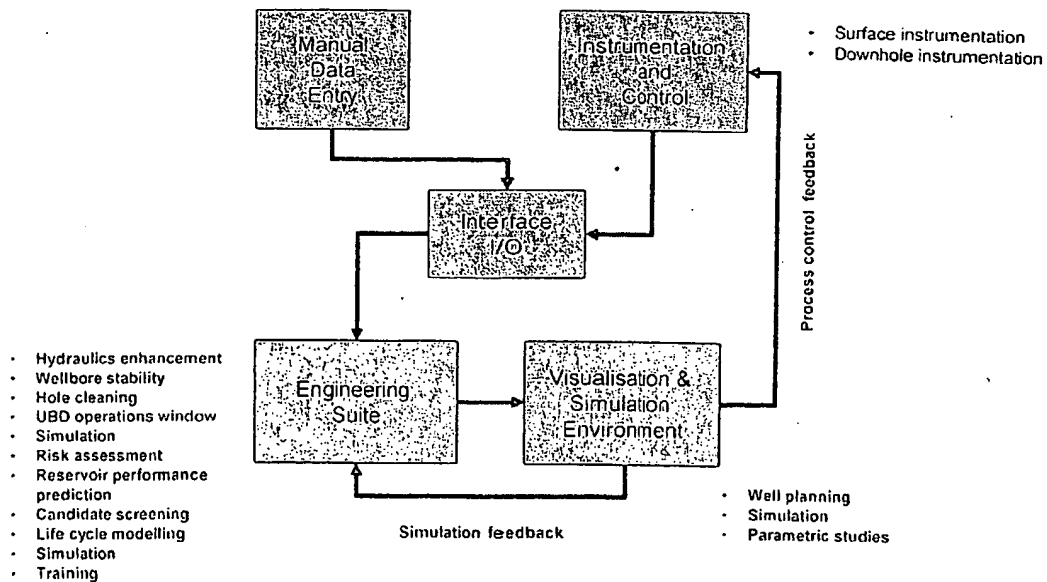 Manual
Data
Entry
Instrumentation
and
Control
• Surface instrumentation
• Downhole instrumentation
Process control feedback
Interface
I/O
• Hydraulics enhancement
• Wellbore stability
• Hole cleaning
• UBD operations window
• Simulation
• Risk assessment
• Reservoir performance
prediction
• Candidate screening
• Life cycle modelling
• Simulation
• Training
Engineering
Suite
Visualisation &
Simulation
Environment
Simulation feedback
• Well planning
• Simulation
• Parametric studies